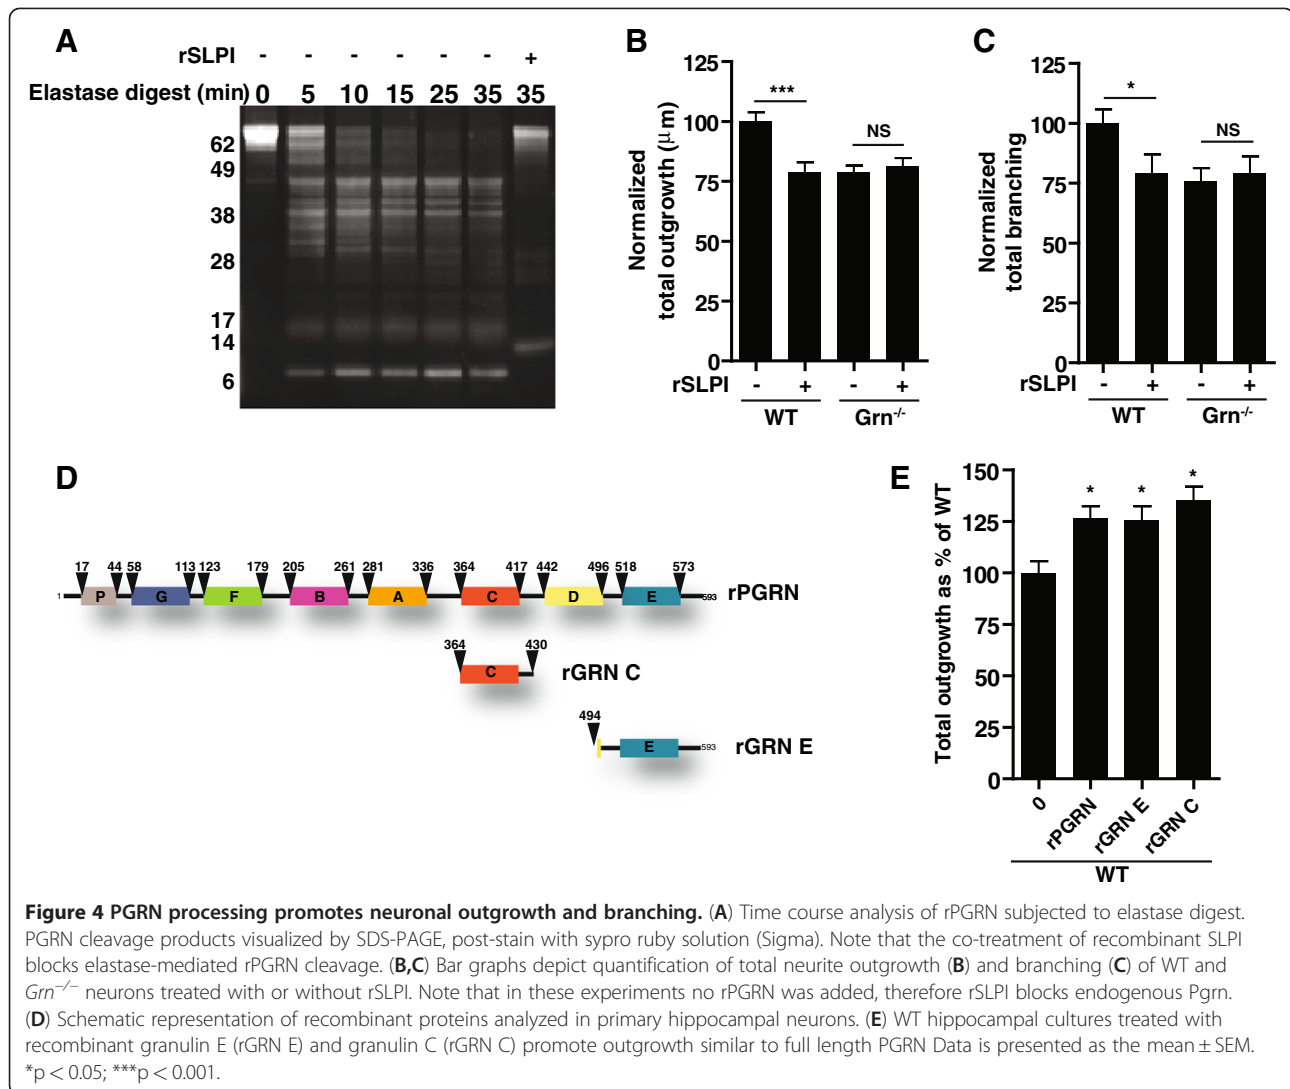 A
rSLPI - - - - - - +
Elastase digest (min) 0 5 10 15 25 35 35
62
49
38
28
17
14
6
B
Normalized
total outgrowth (μm)
125
100
75
50
25
0
***
NS
rSLPI - + - +
WT Grn-/-
C
Normalized
total branching
125
100
75
50
25
0
*
NS
rSLPI - + - +
WT Grn-/-
D
17 44 58 113 123 179 205 261 281 336 364 417 442 496 518 573
1 P G F B A C D E 593 rPGRN
364 430
C rGRN C
494
E 593 rGRN E
E
Total outgrowth as % of WT
150
125
100
75
50
25
0
* * *
0 rPGRN rGRN E rGRN C
WT
Figure 4 PGRN processing promotes neuronal outgrowth and branching. (A) Time course analysis of rPGRN subjected to elastase digest.
PGRN cleavage products visualized by SDS-PAGE, post-stain with sypro ruby solution (Sigma). Note that the co-treatment of recombinant SLPI
blocks elastase-mediated rPGRN cleavage. (B,C) Bar graphs depict quantification of total neurite outgrowth (B) and branching (C) of WT and
Grn−/− neurons treated with or without rSLPI. Note that in these experiments no rPGRN was added, therefore rSLPI blocks endogenous Pgrn.
(D) Schematic representation of recombinant proteins analyzed in primary hippocampal neurons. (E) WT hippocampal cultures treated with
recombinant granulin E (rGRN E) and granulin C (rGRN C) promote outgrowth similar to full length PGRN Data is presented as the mean ± SEM.
*p < 0.05; ***p < 0.001.